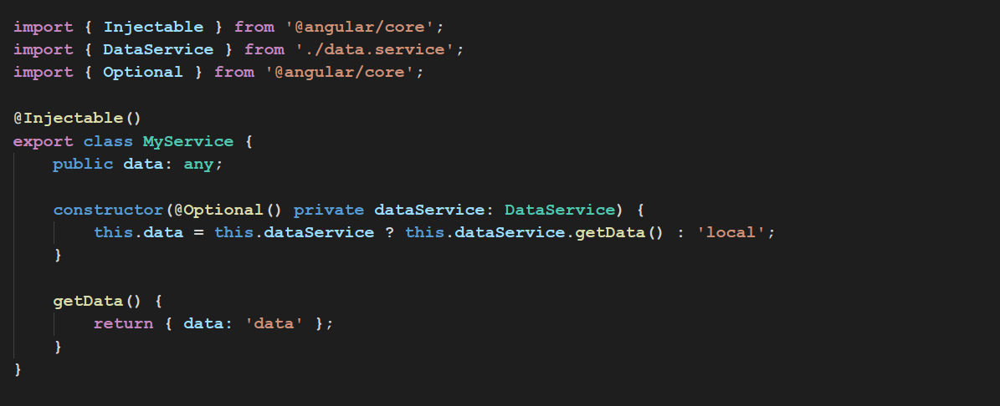 import { Injectable } from '@angular/core';
import { DataService } from './data.service';
import { Optional } from '@angular/core';
@Injectable()
export class MyService {
public data: any;
constructor(@Optional() private dataService: DataService) {
this.data = this.dataService ? this.dataService.getData() : 'local';
}
getData() {
return { data: 'data' };
}
}